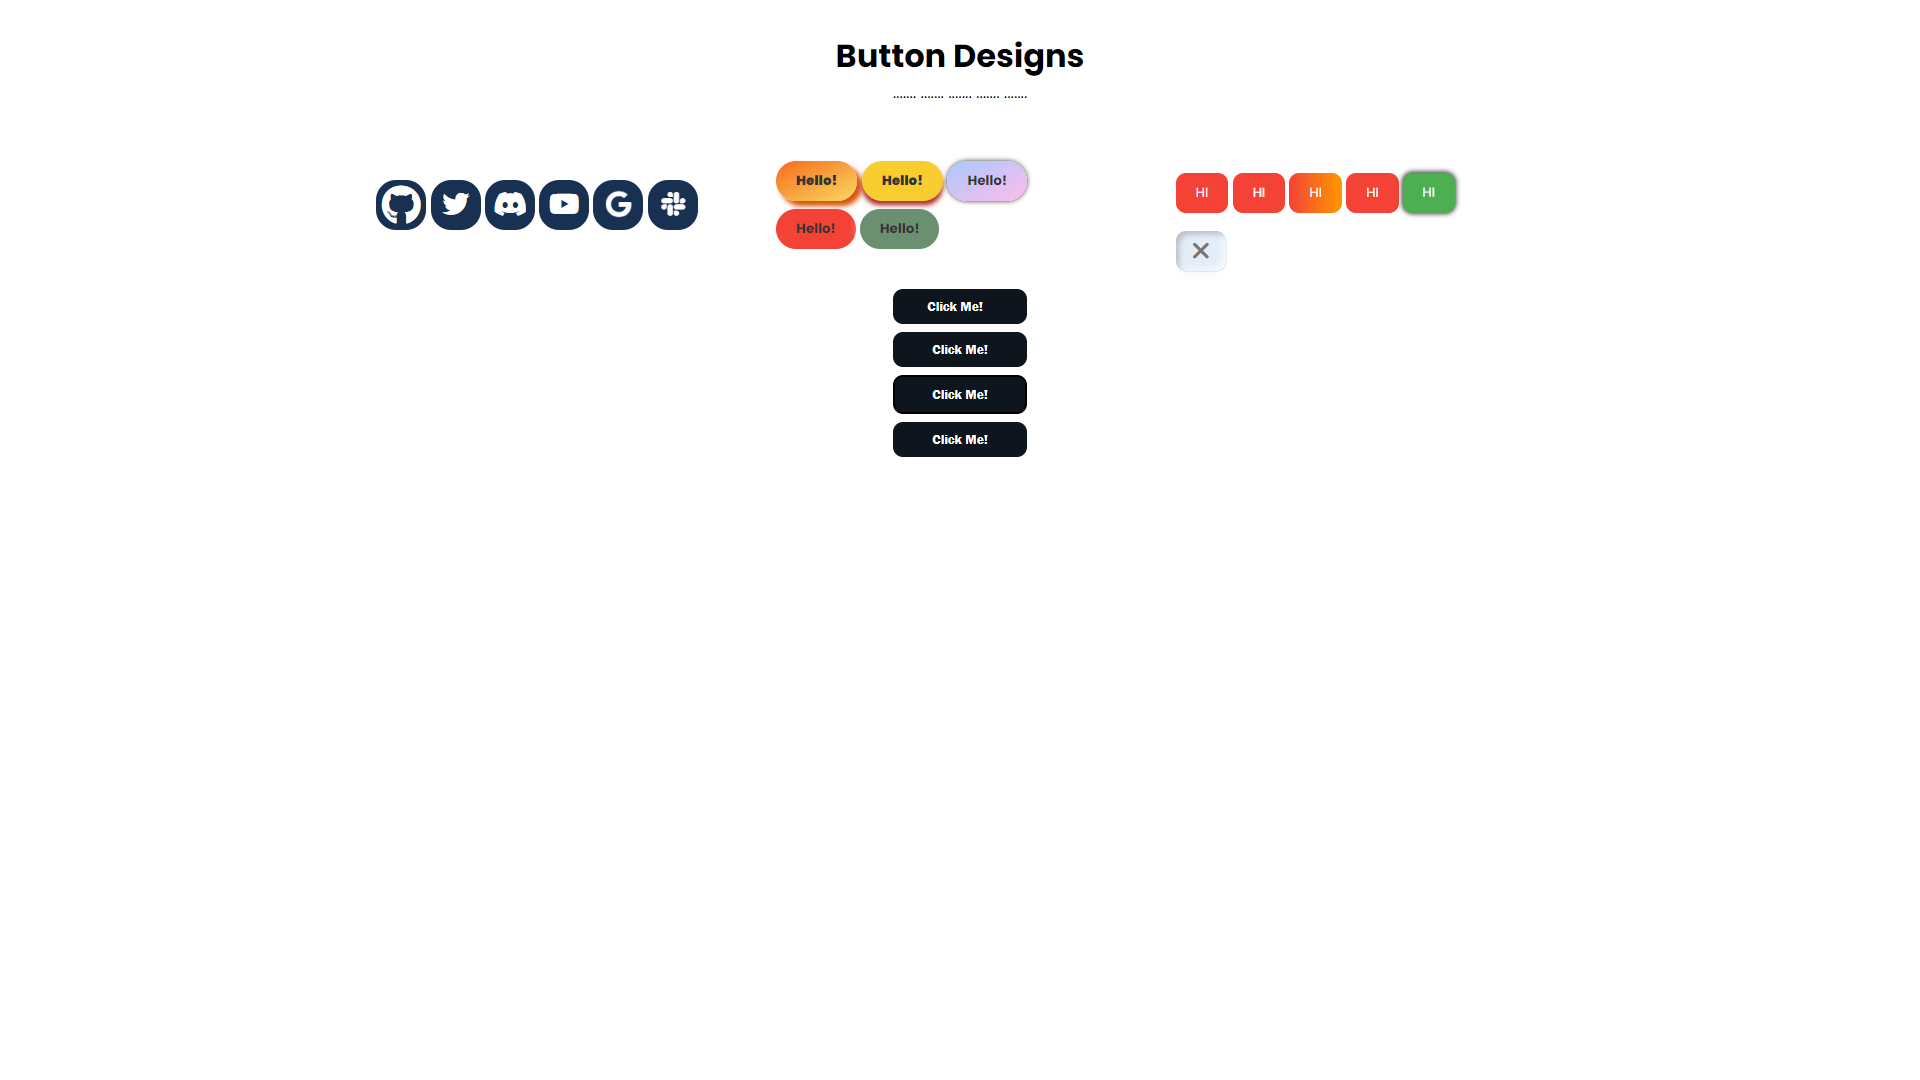 Button Designs
....... ....... ....... ....... .......
Hello! Hello! Hello!
Hello! Hello!
HI HI HI HI HI
Click Me!
Click Me!
Click Me!
Click Me!